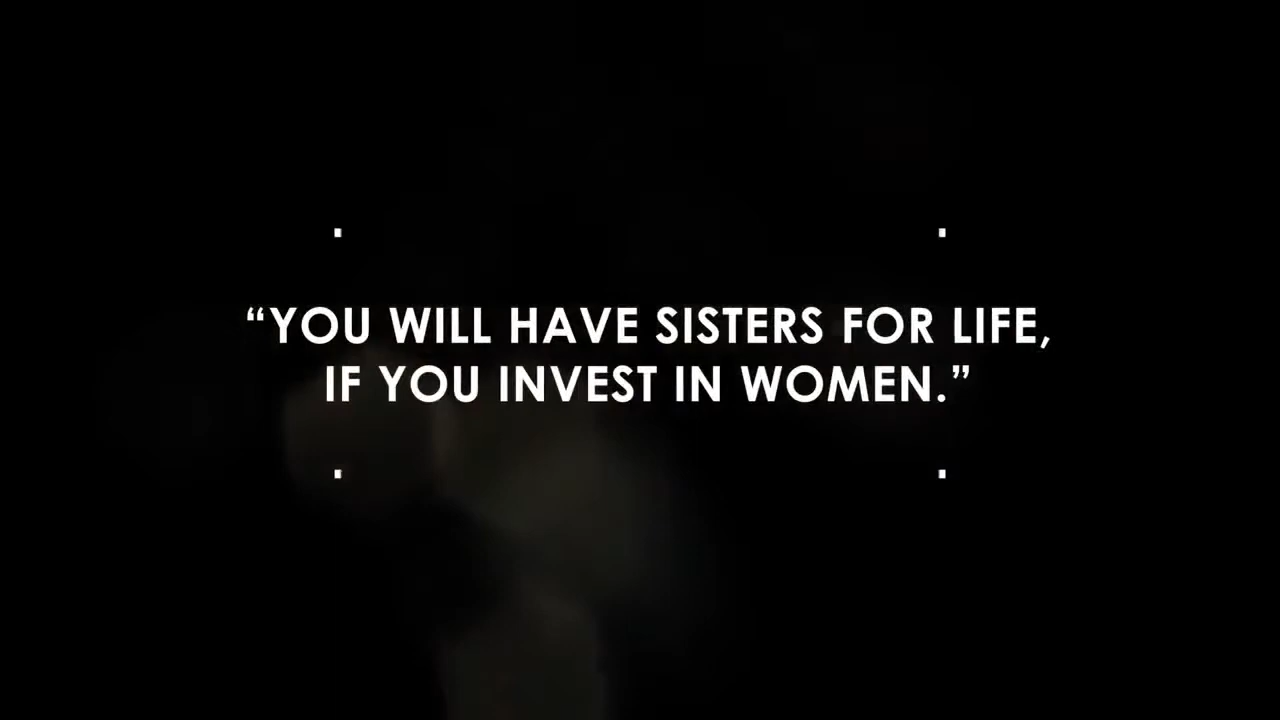 “YOU WILL HAVE SISTERS FOR LIFE,
IF YOU INVEST IN WOMEN.”